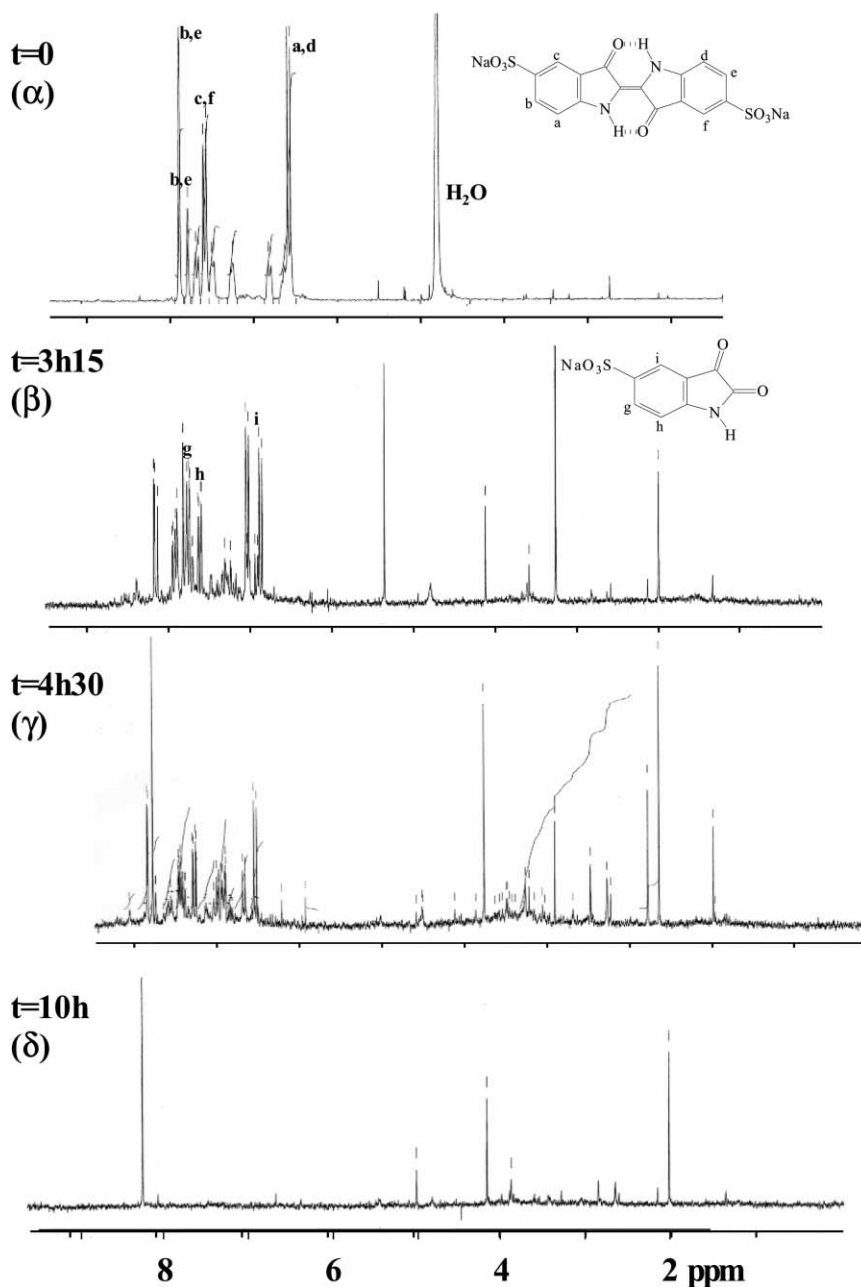 t=0
(α)
b,e
b,e
c,f
a,d
H₂O
NaO₃S
c
b
a
O
H
N
N
H
O
d
e
f
SO₃Na
t=3h15
(β)
g
h
i
NaO₃S
i
g
h
O
O
N
H
t=4h30
(γ)
t=10h
(δ)
8 6 4 2 ppm